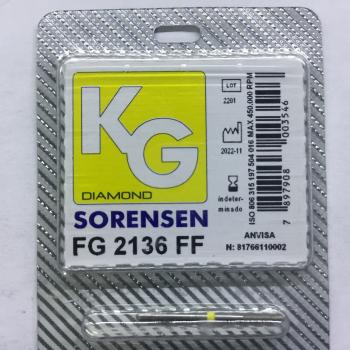 KG
DIAMOND
SORENSEN
FG 2136 FF
LOT
2201
2022-11
indeter-
minado
ANVISA
N: 81766110002
ISO 806 315 197 504 016 MAX 450.000 RPM
7 897908 003546